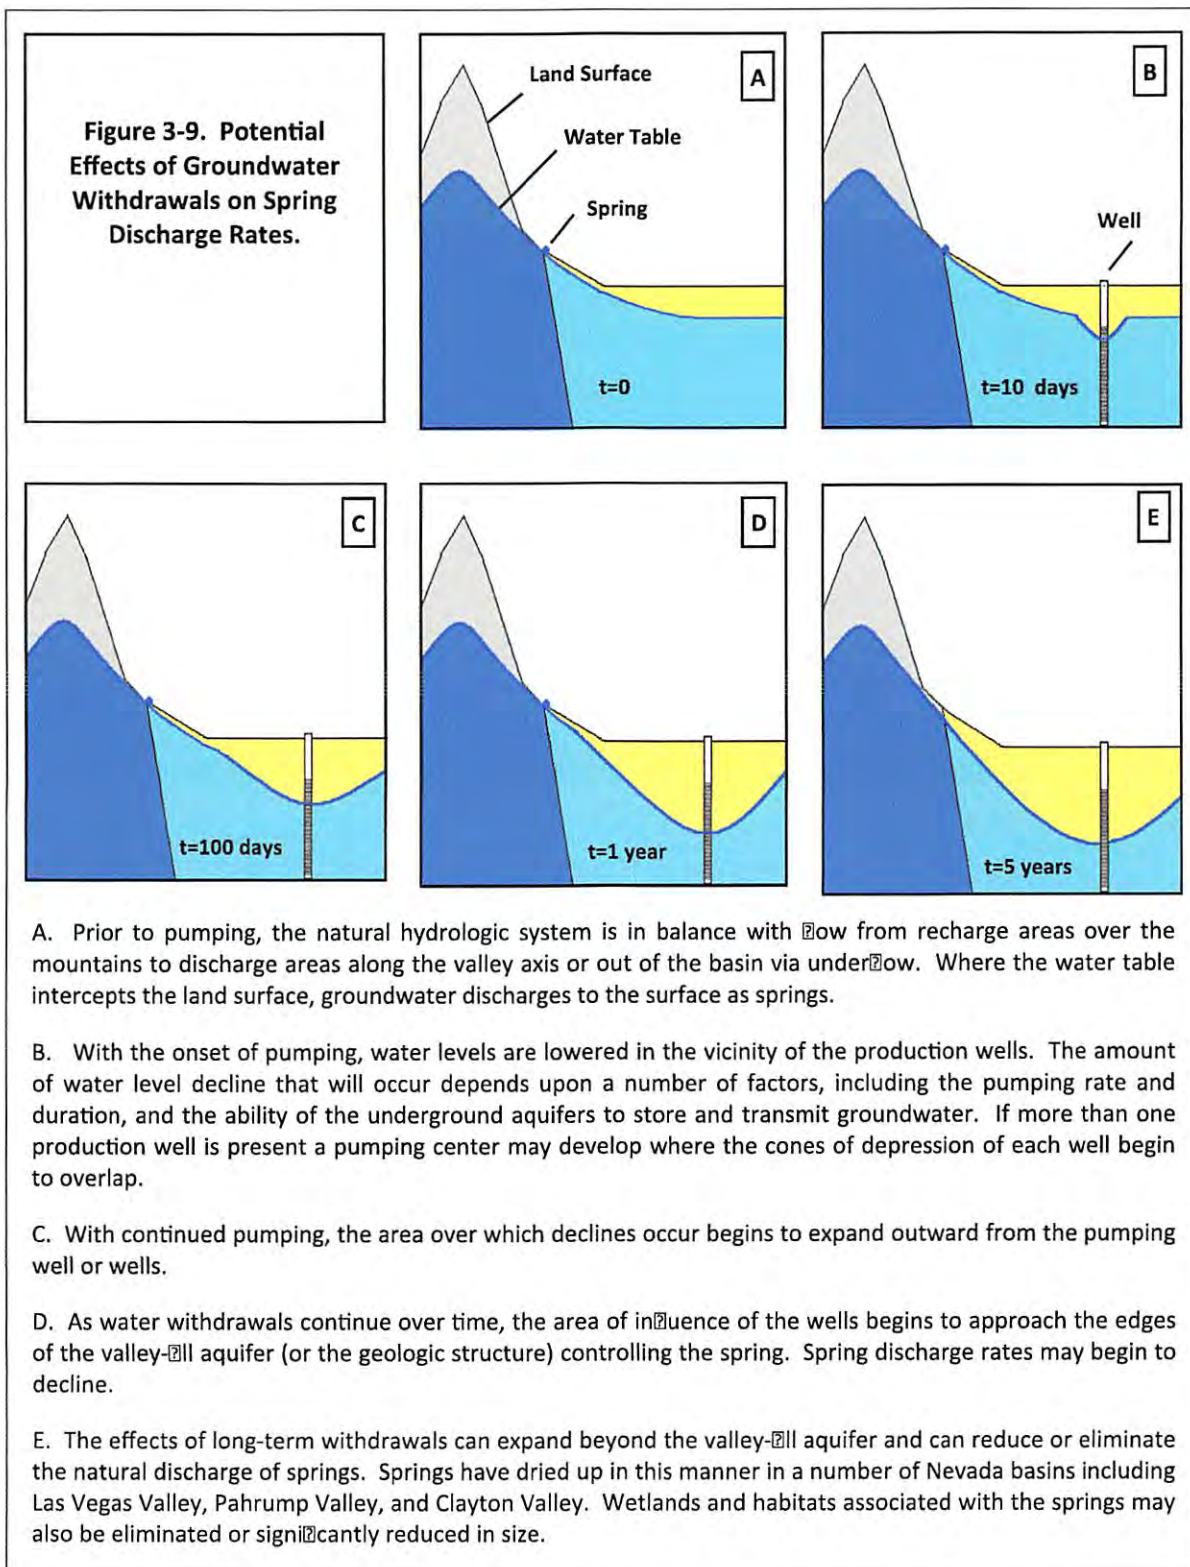 Figure 3-9. Potential
Effects of Groundwater
Withdrawals on Spring
Discharge Rates.
A
Land Surface
Water Table
Spring
t=0
B
Well
t=10 days
C
t=100 days
D
t=1 year
E
t=5 years
A. Prior to pumping, the natural hydrologic system is in balance with ⍰ow from recharge areas over the
mountains to discharge areas along the valley axis or out of the basin via under⍰ow. Where the water table
intercepts the land surface, groundwater discharges to the surface as springs.
B. With the onset of pumping, water levels are lowered in the vicinity of the production wells. The amount
of water level decline that will occur depends upon a number of factors, including the pumping rate and
duration, and the ability of the underground aquifers to store and transmit groundwater. If more than one
production well is present a pumping center may develop where the cones of depression of each well begin
to overlap.
C. With continued pumping, the area over which declines occur begins to expand outward from the pumping
well or wells.
D. As water withdrawals continue over time, the area of in⍰uence of the wells begins to approach the edges
of the valley-⍰ll aquifer (or the geologic structure) controlling the spring. Spring discharge rates may begin to
decline.
E. The effects of long-term withdrawals can expand beyond the valley-⍰ll aquifer and can reduce or eliminate
the natural discharge of springs. Springs have dried up in this manner in a number of Nevada basins including
Las Vegas Valley, Pahrump Valley, and Clayton Valley. Wetlands and habitats associated with the springs may
also be eliminated or signi⍰cantly reduced in size.